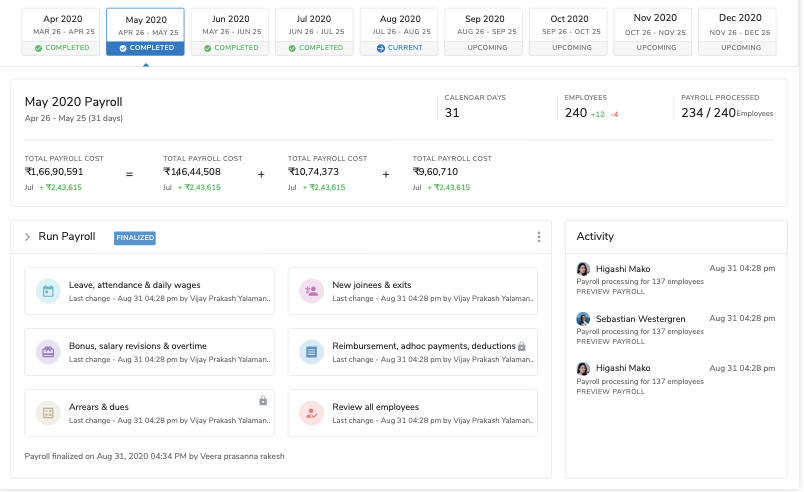 Apr 2020 May 2020 Jun 2020 Jul 2020 Aug 2020 Sep 2020 Oct 2020 Nov 2020 Dec 2020
MAR 26 - APR 25 APR 26 - MAY 25 MAY 26 - JUN 25 JUN 26 - JUL 25 JUL 26 - AUG 25 AUG 26 - SEP 25 SEP 26 - OCT 25 OCT 26 - NOV 25 NOV 26 - DEC 25
COMPLETED COMPLETED COMPLETED COMPLETED CURRENT UPCOMING UPCOMING UPCOMING UPCOMING
May 2020 Payroll
Apr 26 - May 25 (31 days)
CALENDAR DAYS
31
EMPLOYEES
240 +12 -4
PAYROLL PROCESSED
234 / 240 Employees
TOTAL PAYROLL COST TOTAL PAYROLL COST TOTAL PAYROLL COST TOTAL PAYROLL COST
₹1,66,90,591 = ₹1,46,44,508 + ₹10,74,373 + ₹9,60,710
Jul + ₹2,43,615 Jul + ₹2,43,615 Jul + ₹2,43,615 Jul + ₹2,43,615
Run Payroll FINALIZED
Leave, attendance & daily wages
Last change - Aug 31 04:28 pm by Vijay Prakash Yalaman..
New joinees & exits
Last change - Aug 31 04:28 pm by Vijay Prakash Yalaman..
Bonus, salary revisions & overtime
Last change - Aug 31 04:28 pm by Vijay Prakash Yalaman..
Reimbursement, adhoc payments, deductions
Last change - Aug 31 04:28 pm by Vijay Prakash Yalaman..
Arrears & dues
Last change - Aug 31 04:28 pm by Vijay Prakash Yalaman..
Review all employees
Last change - Aug 31 04:28 pm by Vijay Prakash Yalaman..
Payroll finalized on Aug 31, 2020 04:34 PM by Veera prasanna rakesh
Activity
Higashi Mako Aug 31 04:28 pm
Payroll processing for 137 employees
PREVIEW PAYROLL
Sebastian Westergren Aug 31 04:28 pm
Payroll processing for 137 employees
PREVIEW PAYROLL
Higashi Mako Aug 31 04:28 pm
Payroll processing for 137 employees
PREVIEW PAYROLL